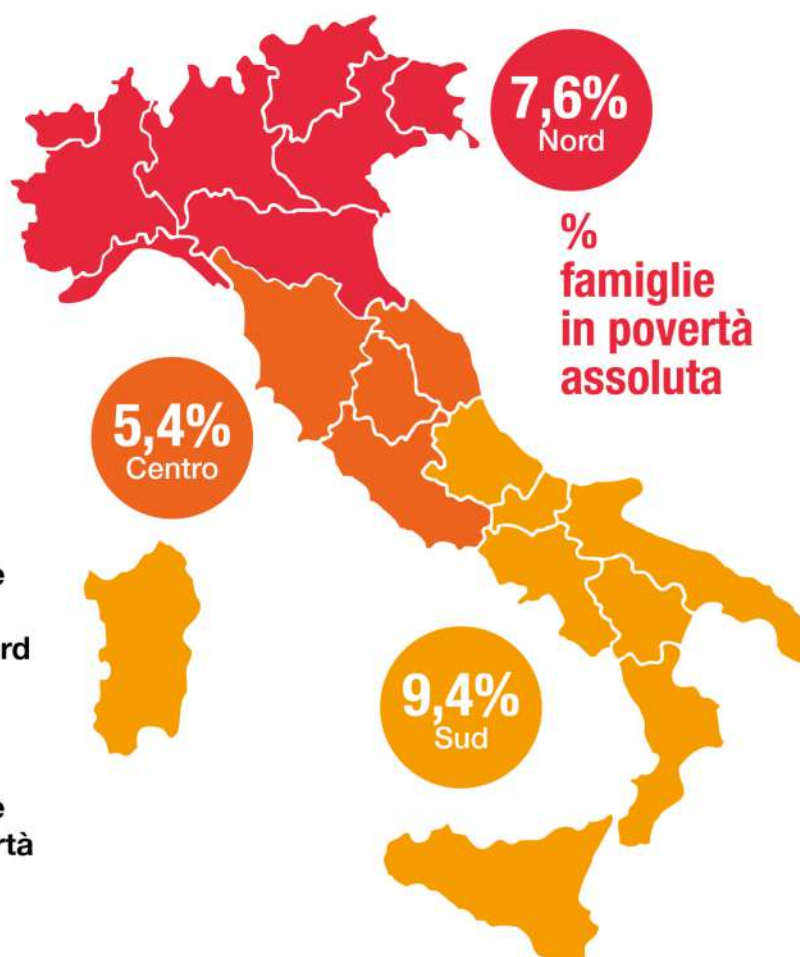 7,6%
Nord
%
famiglie
in povertà
assoluta
5,4%
Centro
9,4%
Sud